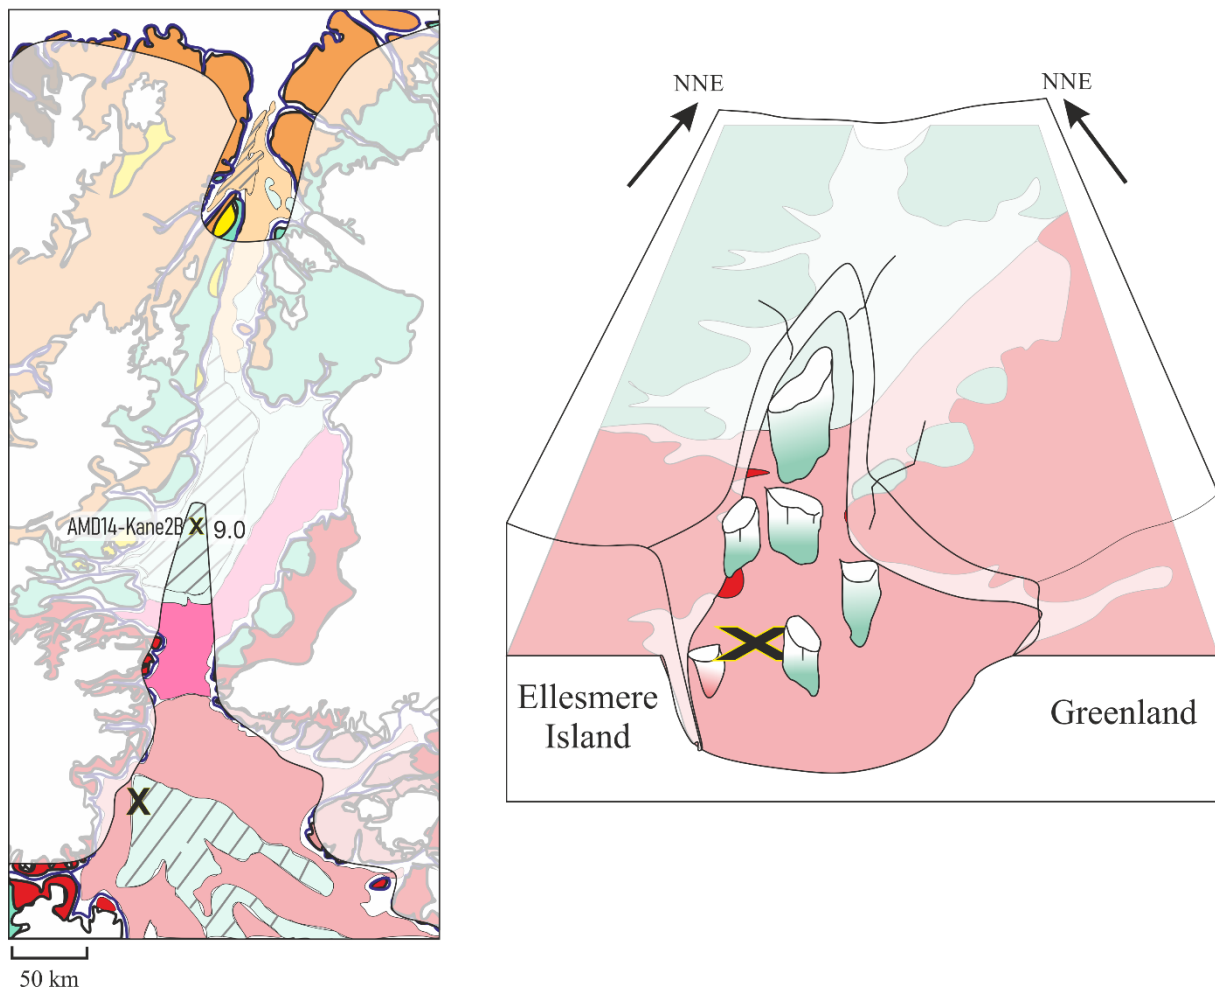 NNE
NNE
AMD14-Kane2B X 9.0
X
Ellesmere
Island
Greenland
50 km